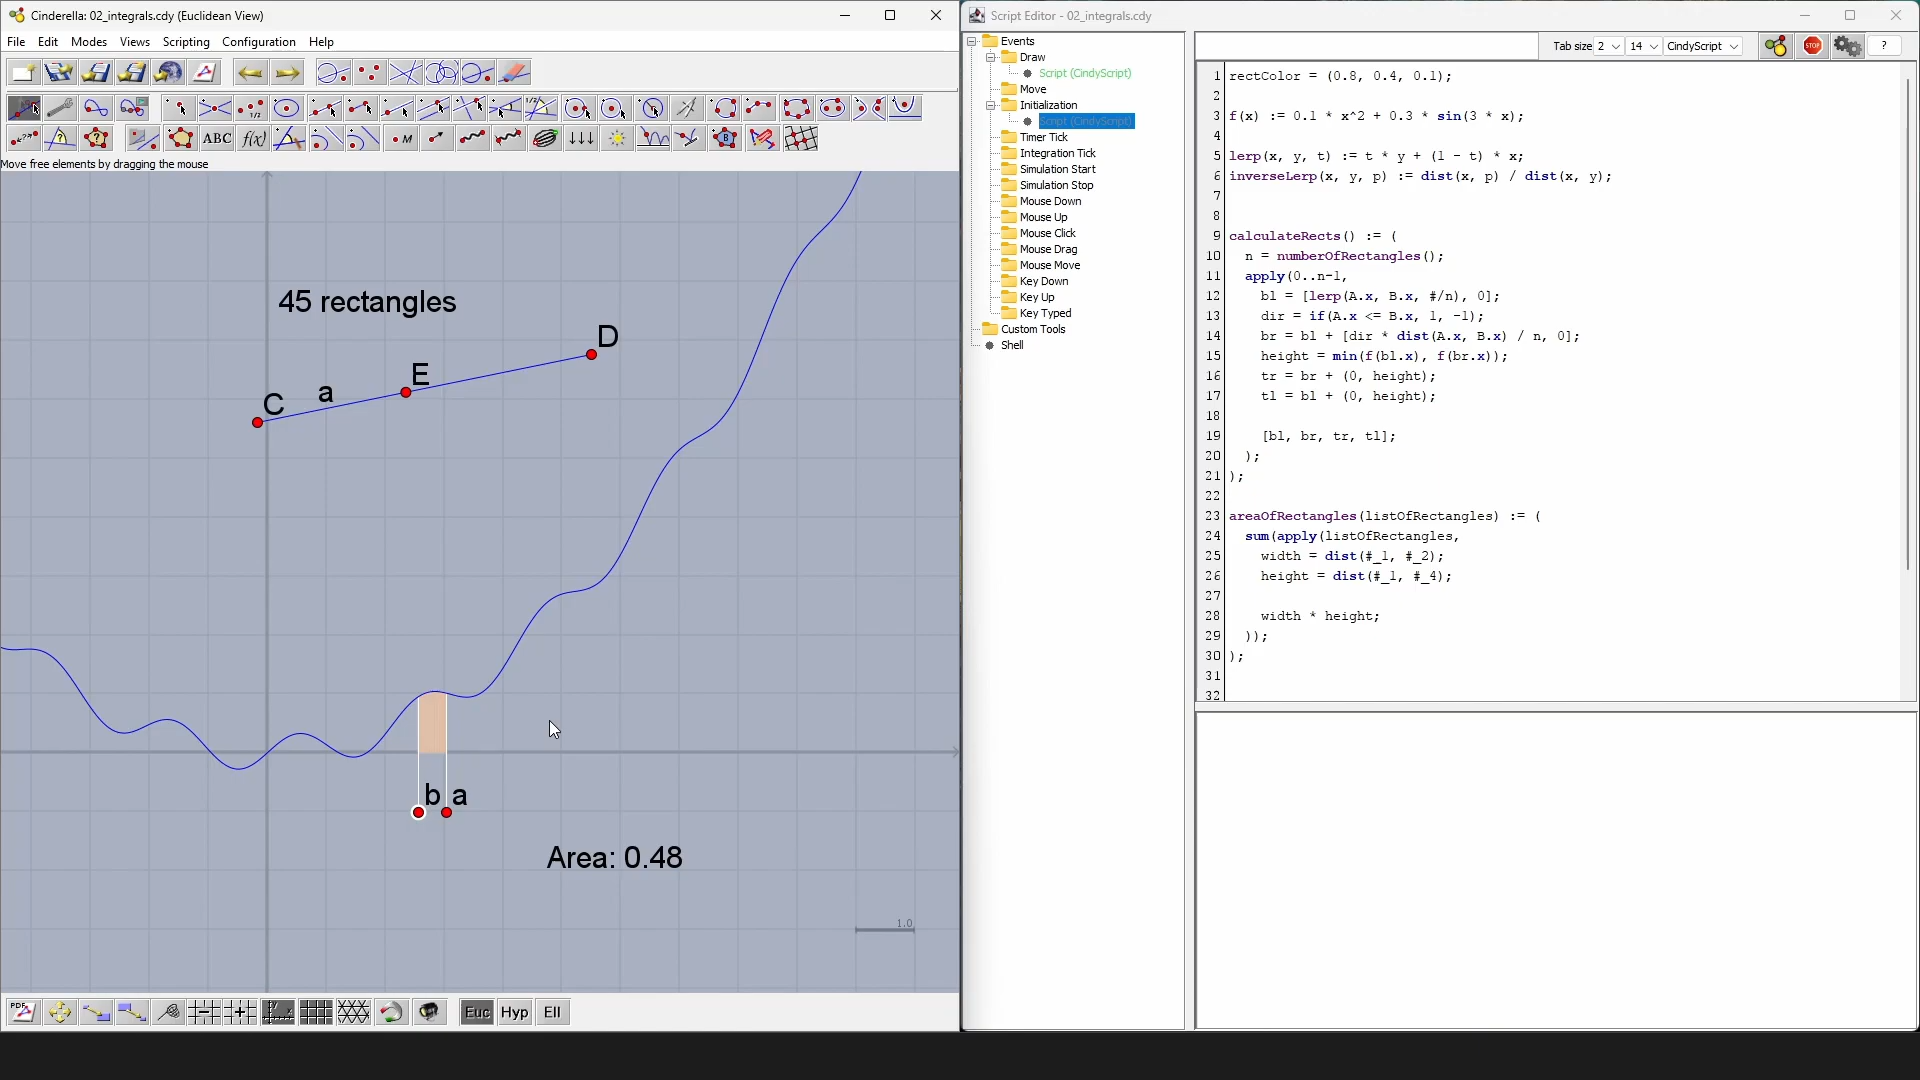 Cinderella: 02_integrals.cdy (Euclidean View)
File Edit Modes Views Scripting Configuration Help
ABC f(x) M
Move free elements by dragging the mouse
45 rectangles
D
E
a
C
b a
Area: 0.48
1.0
PDF
Euc Hyp Ell
Script Editor - 02_integrals.cdy
Events
Draw
Script (CindyScript)
Move
Initialization
Script (CindyScript)
Timer Tick
Integration Tick
Simulation Start
Simulation Stop
Mouse Down
Mouse Up
Mouse Click
Mouse Drag
Mouse Move
Key Down
Key Up
Key Typed
Custom Tools
Shell
Tab size 2 14 CindyScript STOP ?
1 rectColor = (0.8, 0.4, 0.1);
2
3 f(x) := 0.1 * x^2 + 0.3 * sin(3 * x);
4
5 lerp(x, y, t) := t * y + (1 - t) * x;
6 inverseLerp(x, y, p) := dist(x, p) / dist(x, y);
7
8
9 calculateRects() := (
10 n = numberOfRectangles();
11 apply(0..n-1,
12 bl = [lerp(A.x, B.x, #/n), 0];
13 dir = if(A.x <= B.x, 1, -1);
14 br = bl + [dir * dist(A.x, B.x) / n, 0];
15 height = min(f(bl.x), f(br.x));
16 tr = br + (0, height);
17 tl = bl + (0, height);
18
19 [bl, br, tr, tl];
20 );
21 );
22
23 areaOfRectangles(listOfRectangles) := (
24 sum(apply(listOfRectangles,
25 width = dist(#_1, #_2);
26 height = dist(#_1, #_4);
27
28 width * height;
29 ));
30 );
31
32